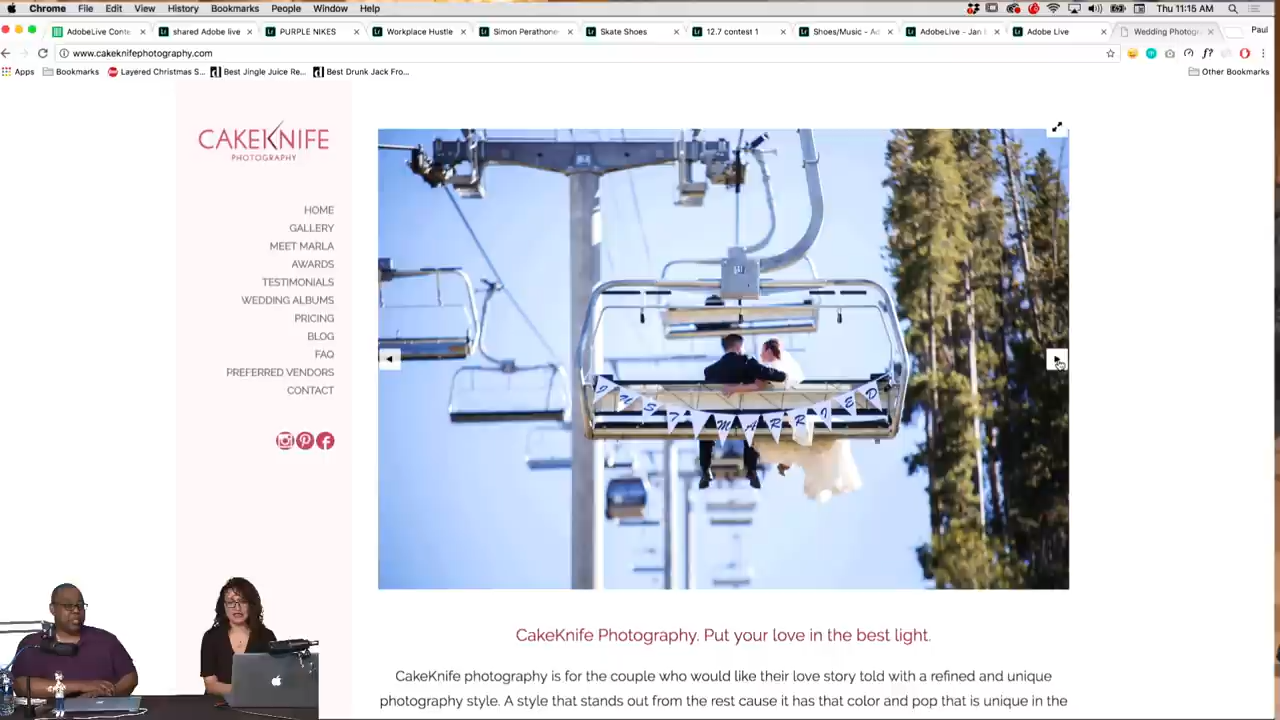 Chrome File Edit View History Bookmarks People Window Help Thu 11:15 AM
AdobeLive Conte shared Adobe live PURPLE NIKES Workplace Hustle Simon Perathone Skate Shoes 12.7 contest 1 Shoes/Music - Ad AdobeLive - Jan Adobe Live Wedding Photogr Paul
www.cakeknifephotography.com
Apps Bookmarks Layered Christmas S... Best Jingle Juice Re... Best Drunk Jack Fro... Other Bookmarks
CAKEKNIFE
PHOTOGRAPHY
HOME
GALLERY
MEET MARLA
AWARDS
TESTIMONIALS
WEDDING ALBUMS
PRICING
BLOG
FAQ
PREFERRED VENDORS
CONTACT
JUST MARRIED
CakeKnife Photography. Put your love in the best light.
CakeKnife photography is for the couple who would like their love story told with a refined and unique
photography style. A style that stands out from the rest cause it has that color and pop that is unique in the